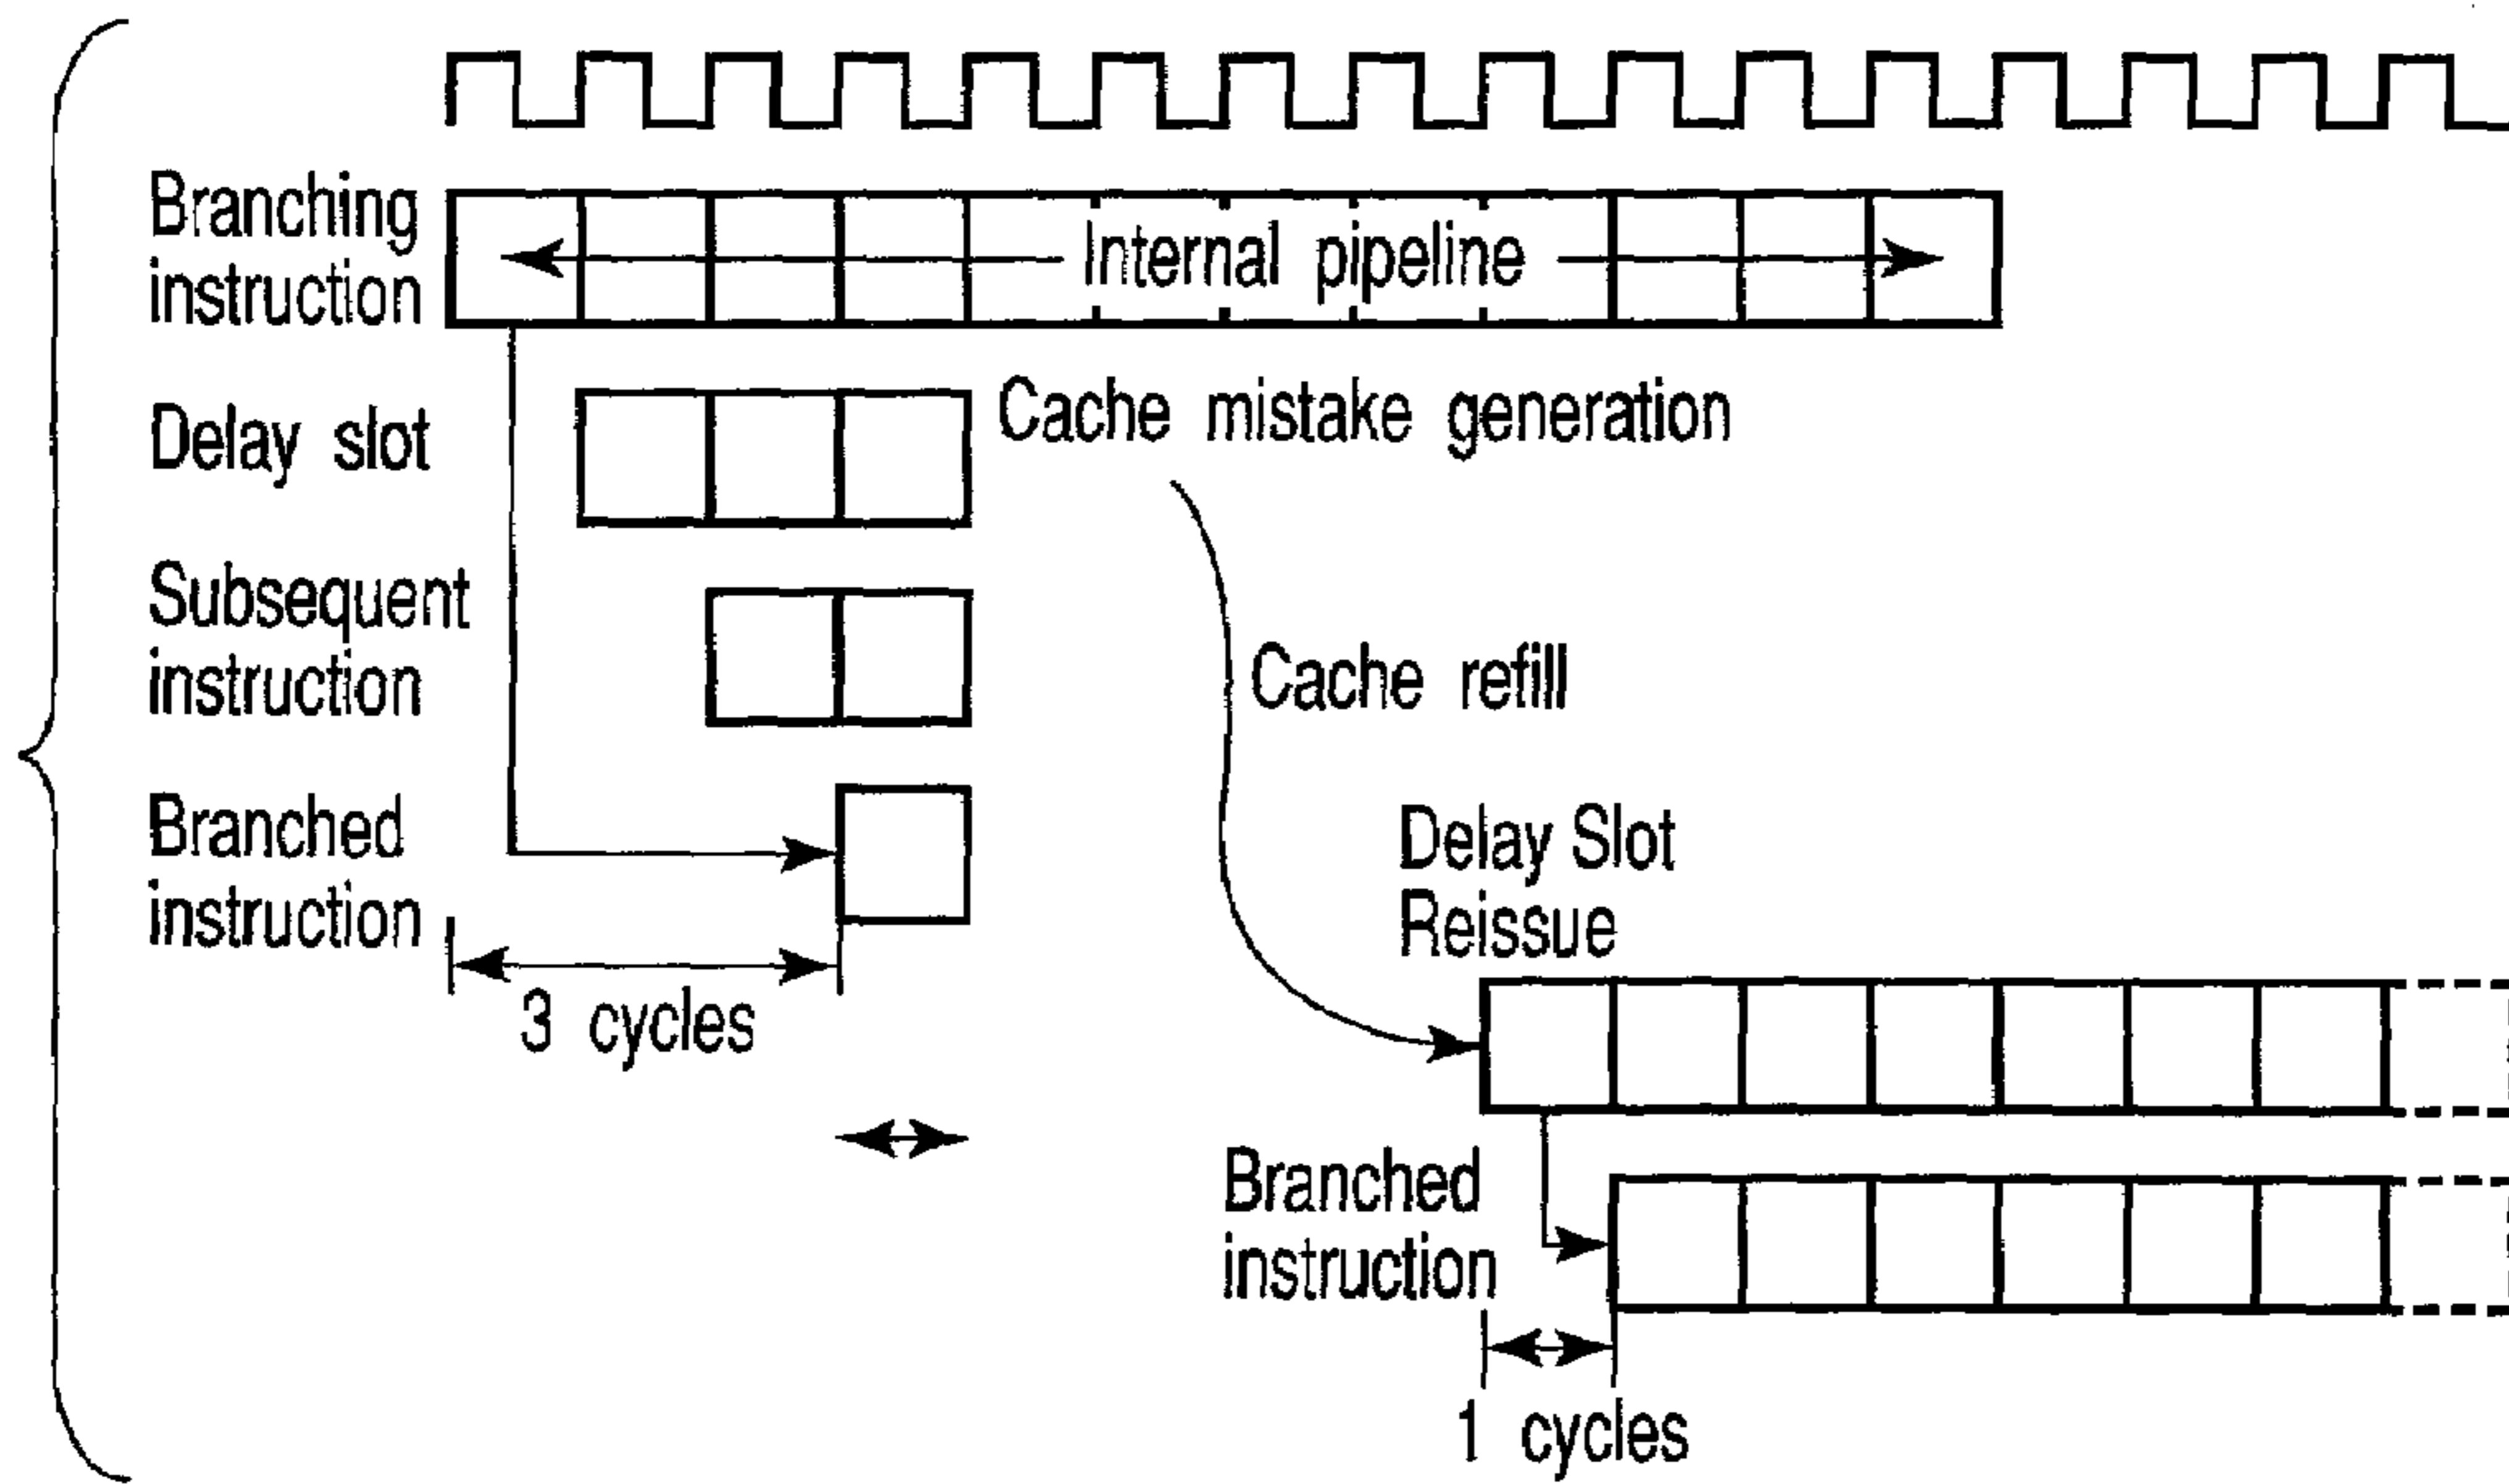 Branching
instruction
Internal pipeline
Delay slot
Cache mistake generation
Subsequent
instruction
Cache refill
Branched
instruction
3 cycles
Delay Slot
Reissue
Branched
instruction
1 cycles